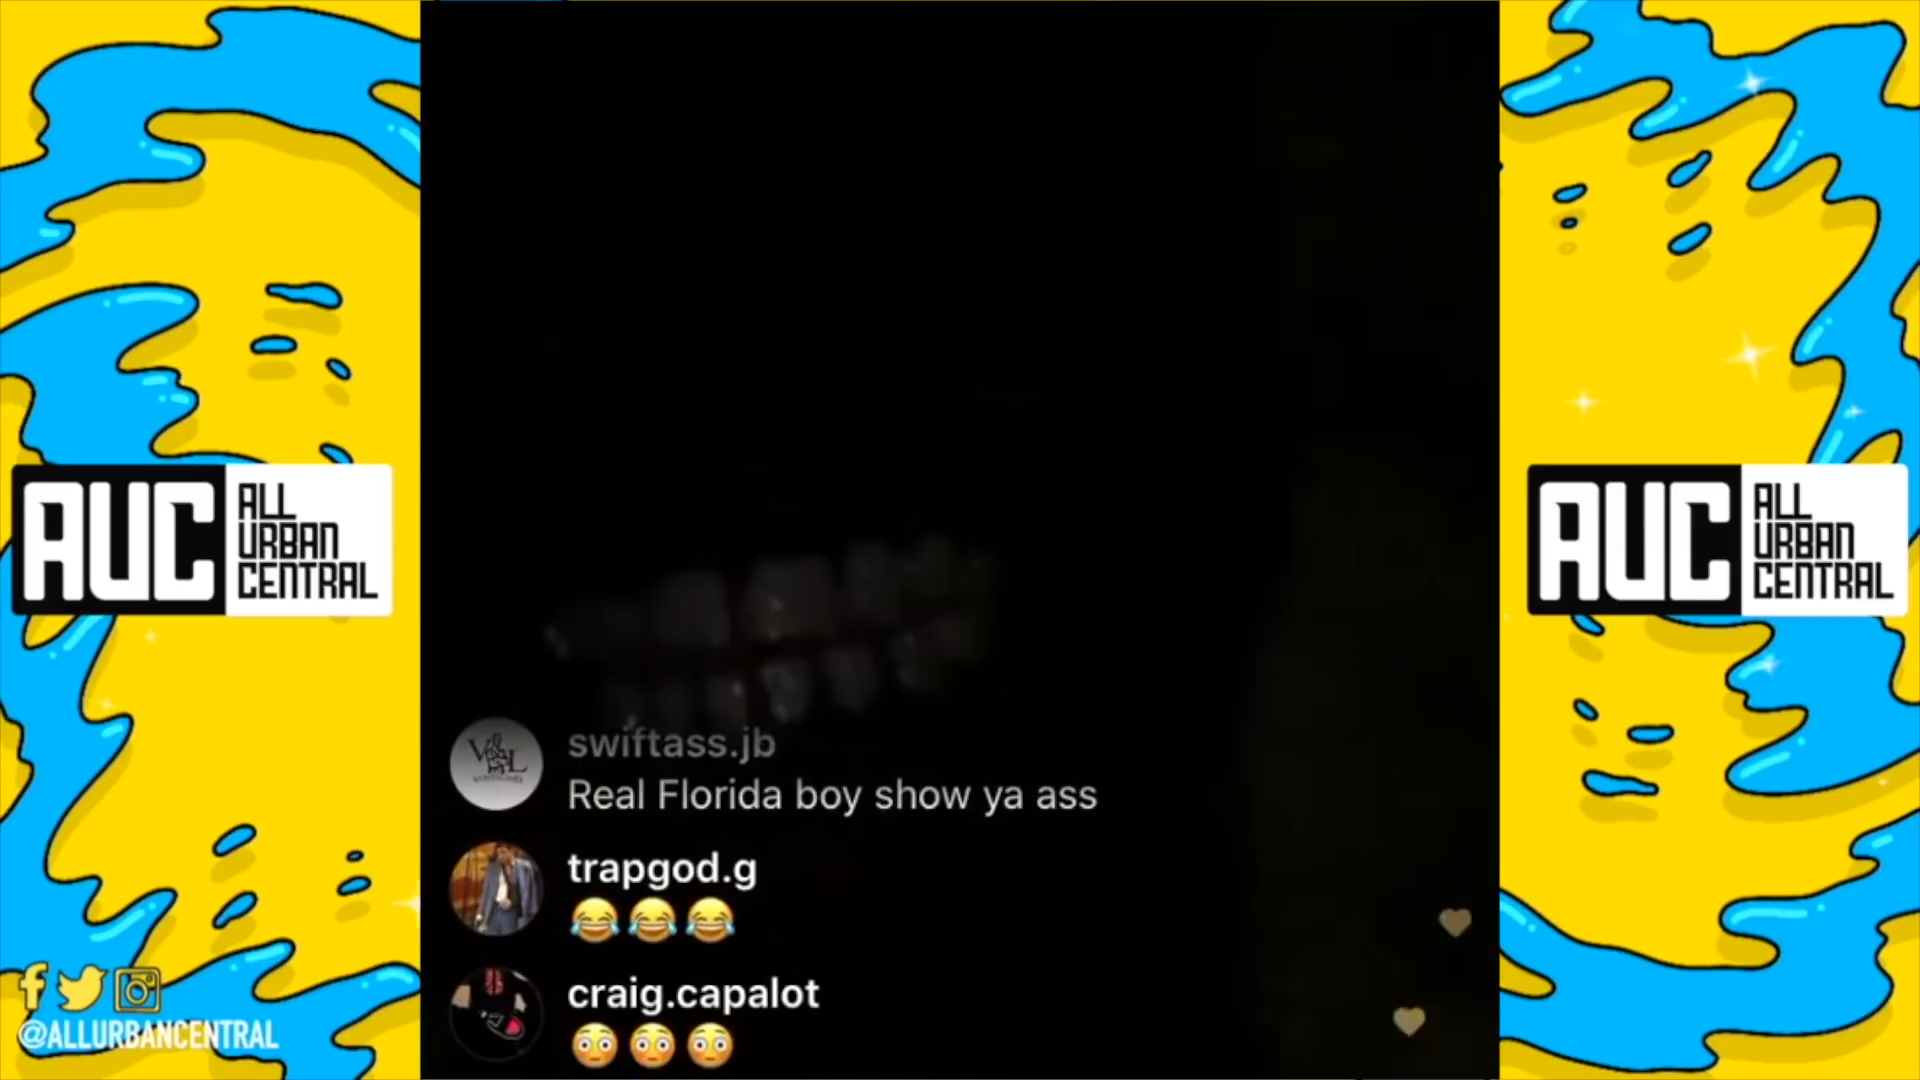 AUC
ALL
URBAN
CENTRAL
@ALLURBANCENTRAL
swiftass.jb
Real Florida boy show ya ass
trapgod.g
😂😂😂
craig.capalot
😳😳😳
AUC
ALL
URBAN
CENTRAL